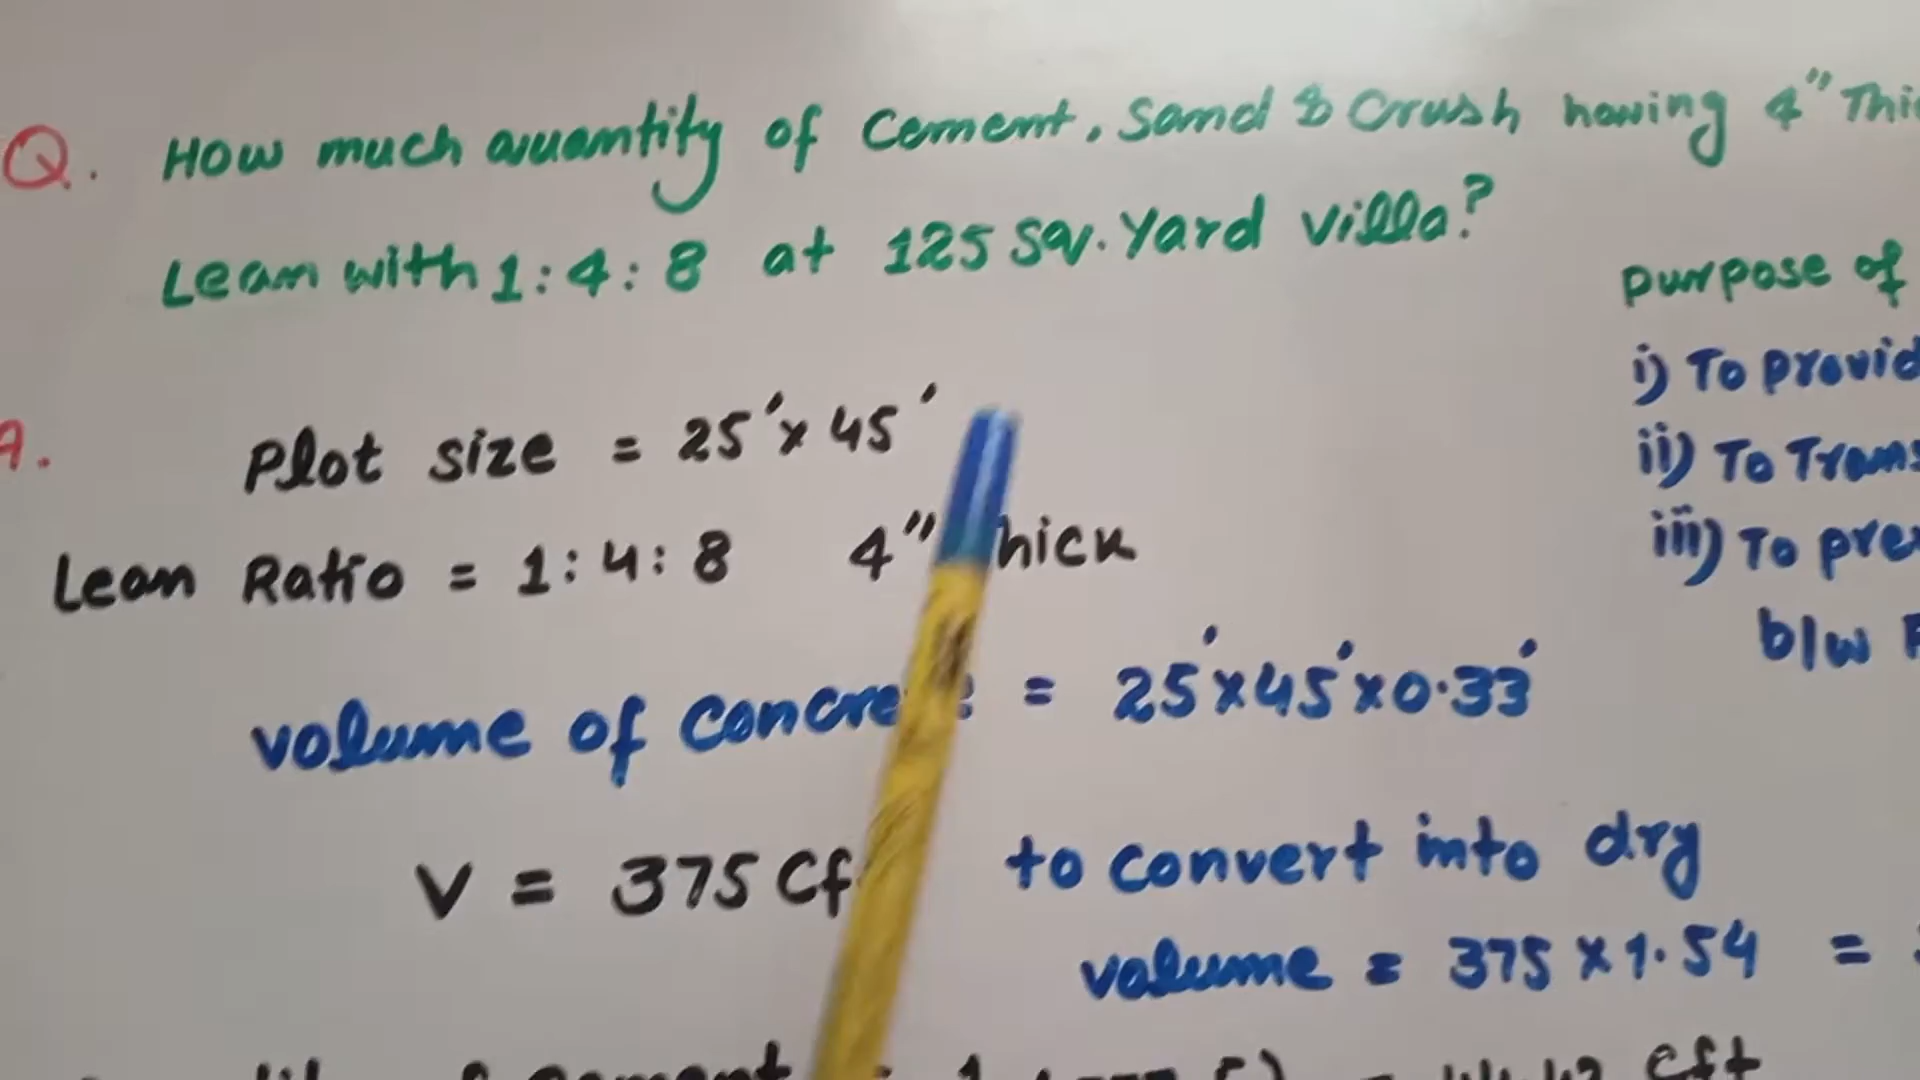 Q. How much quantity of Cement, Sand & Crush having 4" Thi
Lean with 1:4:8 at 125 Sq. Yard Villa?
Purpose of
i) To provid
A. Plot size = 25'x 45'
ii) To Trans
Lean Ratio = 1:4:8 4" hick
iii) To pre
b/w
volume of concre = 25'x45'x0.33'
V = 375 Cf
to convert into dry
volume = 375 x 1.54 =
Cft